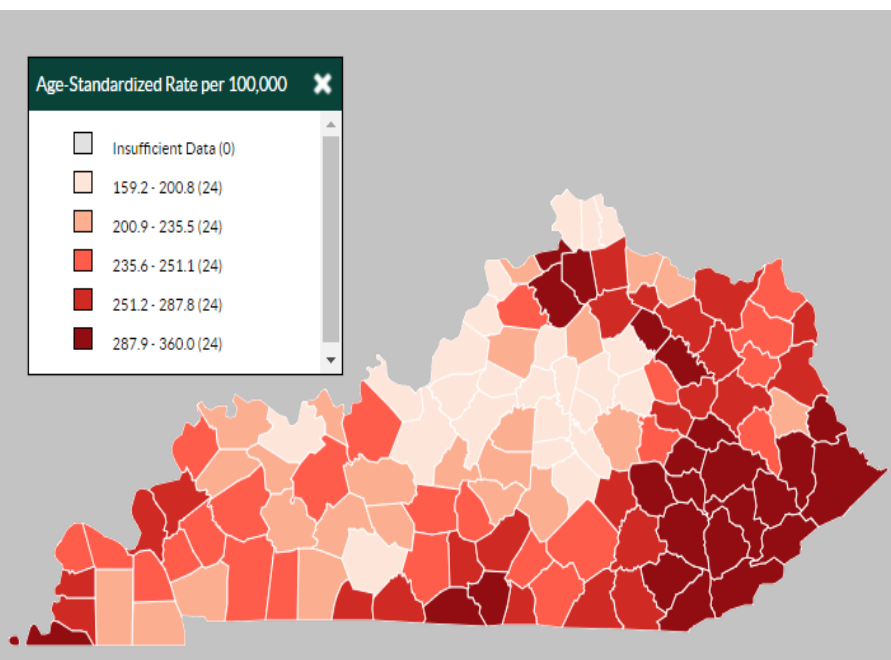 Age-Standardized Rate per 100,000
Insufficient Data (0)
159.2 - 200.8 (24)
200.9 - 235.5 (24)
235.6 - 251.1 (24)
251.2 - 287.8 (24)
287.9 - 360.0 (24)